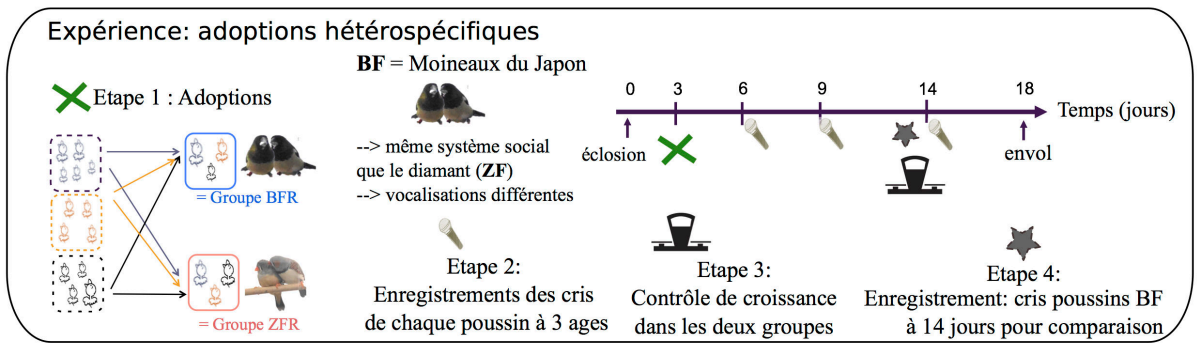 Expérience: adoptions hétérospécifiques
Etape 1 : Adoptions
= Groupe BFR
= Groupe ZFR
BF = Moineaux du Japon
--> même système social
que le diamant (ZF)
--> vocalisations différentes
0 3 6 9 14 18
Temps (jours)
éclosion
envol
Etape 2:
Enregistrements des cris
de chaque poussin à 3 ages
Etape 3:
Contrôle de croissance
dans les deux groupes
Etape 4:
Enregistrement: cris poussins BF
à 14 jours pour comparaison